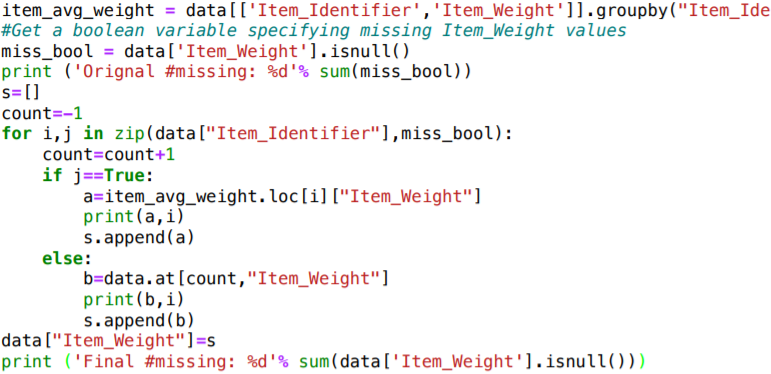 item_avg_weight = data[['Item_Identifier','Item_Weight']].groupby("Item_Ide
#Get a boolean variable specifying missing Item_Weight values
miss_bool = data['Item_Weight'].isnull()
print ('Orignal #missing: %d'% sum(miss_bool))
s=[]
count=-1
for i,j in zip(data["Item_Identifier"],miss_bool):
    count=count+1
    if j==True:
        a=item_avg_weight.loc[i]["Item_Weight"]
        print(a,i)
        s.append(a)
    else:
        b=data.at[count,"Item_Weight"]
        print(b,i)
        s.append(b)
data["Item_Weight"]=s
print ('Final #missing: %d'% sum(data['Item_Weight'].isnull()))